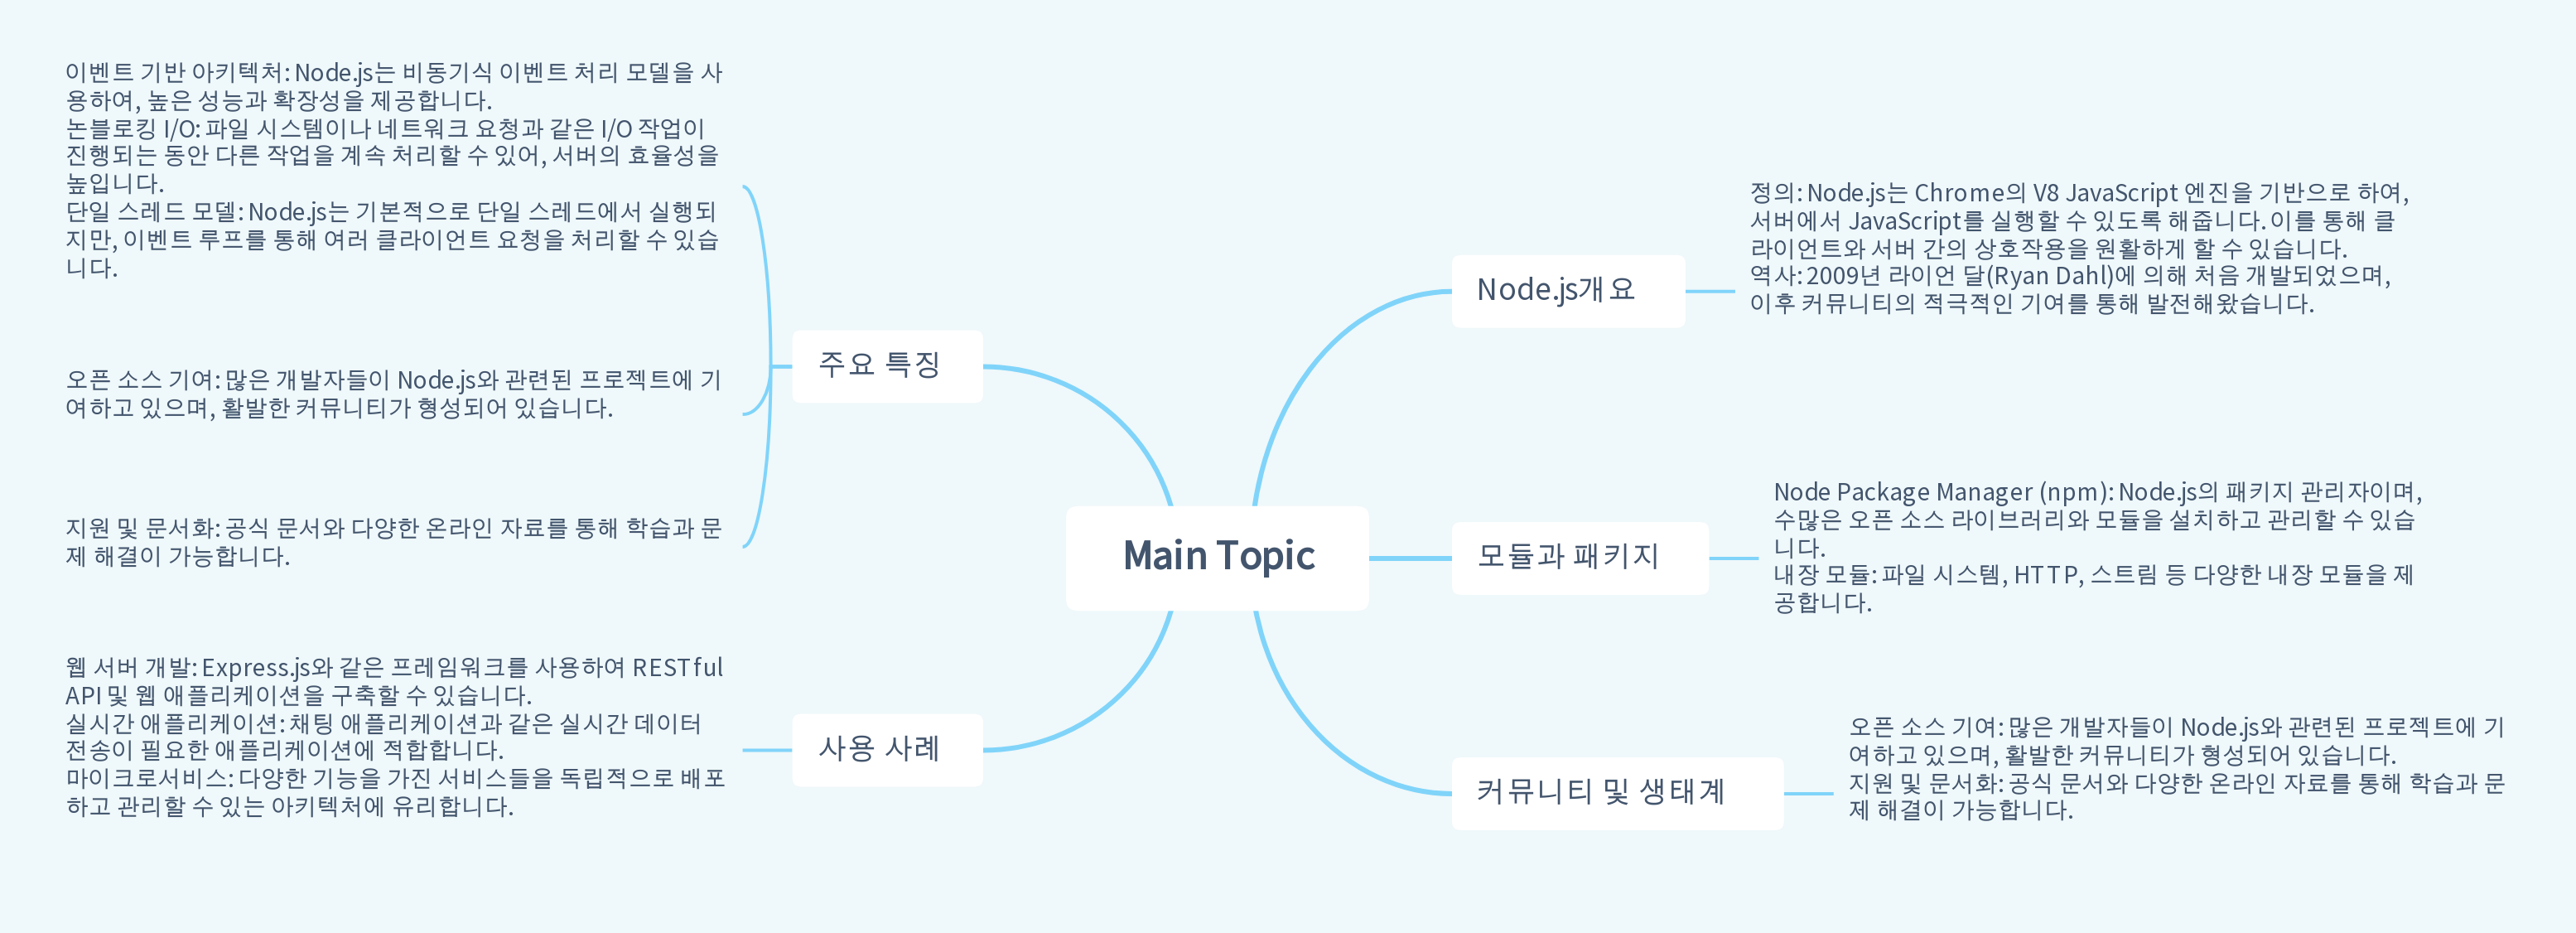 Main Topic
Node.js개요
정의: Node.js는 Chrome의 V8 JavaScript 엔진을 기반으로 하여,
서버에서 JavaScript를 실행할 수 있도록 해줍니다. 이를 통해 클
라이언트와 서버 간의 상호작용을 원활하게 할 수 있습니다.
역사: 2009년 라이언 달(Ryan Dahl)에 의해 처음 개발되었으며,
이후 커뮤니티의 적극적인 기여를 통해 발전해왔습니다.
모듈과 패키지
Node Package Manager (npm): Node.js의 패키지 관리자이며,
수많은 오픈 소스 라이브러리와 모듈을 설치하고 관리할 수 있습
니다.
내장 모듈: 파일 시스템, HTTP, 스트림 등 다양한 내장 모듈을 제
공합니다.
커뮤니티 및 생태계
오픈 소스 기여: 많은 개발자들이 Node.js와 관련된 프로젝트에 기
여하고 있으며, 활발한 커뮤니티가 형성되어 있습니다.
지원 및 문서화: 공식 문서와 다양한 온라인 자료를 통해 학습과 문
제 해결이 가능합니다.
주요 특징
이벤트 기반 아키텍처: Node.js는 비동기식 이벤트 처리 모델을 사
용하여, 높은 성능과 확장성을 제공합니다.
논블로킹 I/O: 파일 시스템이나 네트워크 요청과 같은 I/O 작업이
진행되는 동안 다른 작업을 계속 처리할 수 있어, 서버의 효율성을
높입니다.
단일 스레드 모델: Node.js는 기본적으로 단일 스레드에서 실행되
지만, 이벤트 루프를 통해 여러 클라이언트 요청을 처리할 수 있습
니다.
오픈 소스 기여: 많은 개발자들이 Node.js와 관련된 프로젝트에 기
여하고 있으며, 활발한 커뮤니티가 형성되어 있습니다.
지원 및 문서화: 공식 문서와 다양한 온라인 자료를 통해 학습과 문
제 해결이 가능합니다.
사용 사례
웹 서버 개발: Express.js와 같은 프레임워크를 사용하여 RESTful
API 및 웹 애플리케이션을 구축할 수 있습니다.
실시간 애플리케이션: 채팅 애플리케이션과 같은 실시간 데이터
전송이 필요한 애플리케이션에 적합합니다.
마이크로서비스: 다양한 기능을 가진 서비스들을 독립적으로 배포
하고 관리할 수 있는 아키텍처에 유리합니다.